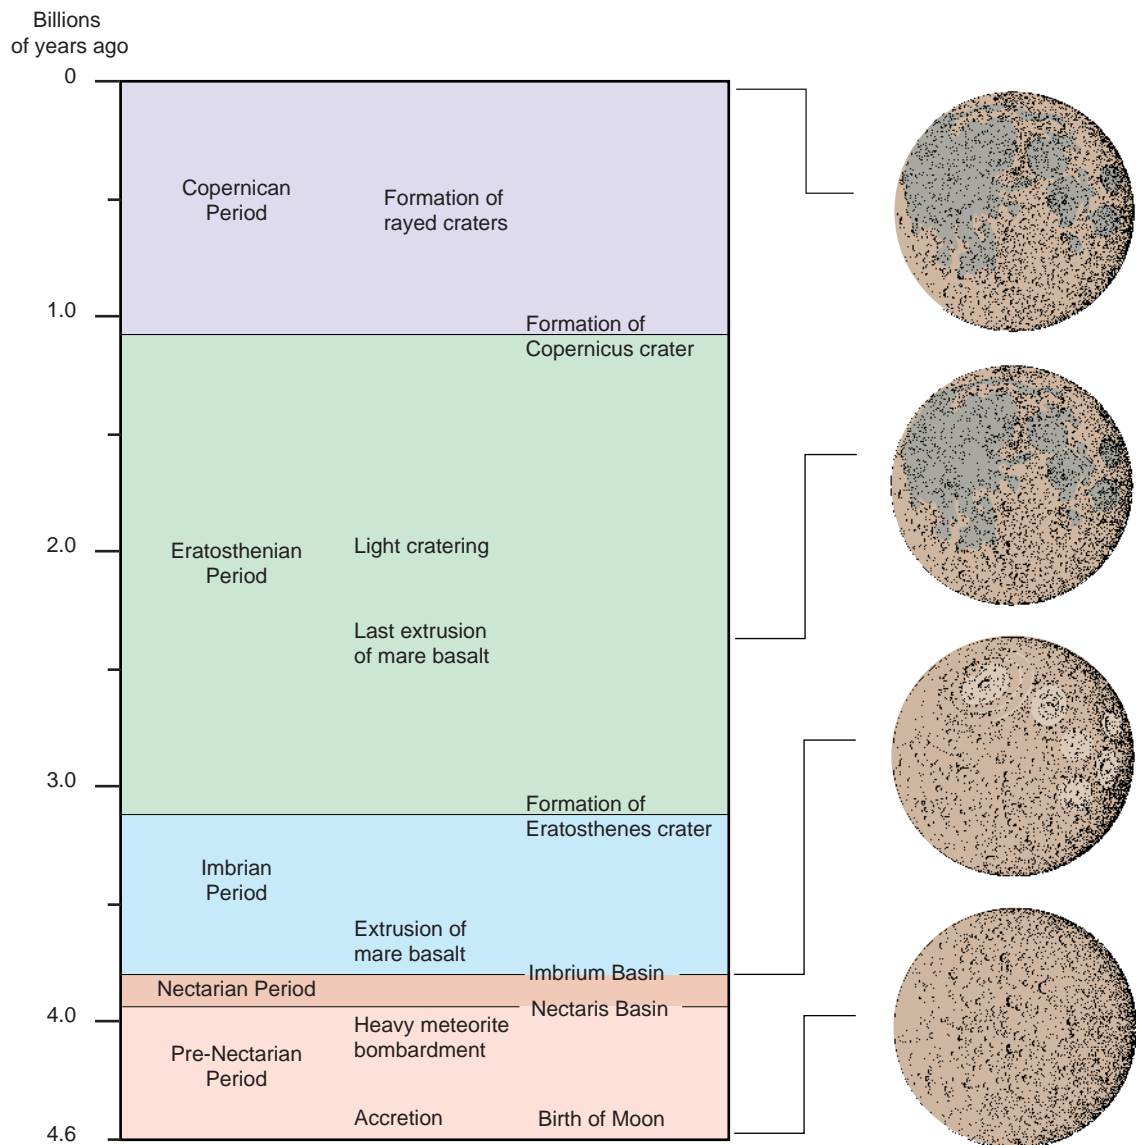 Billions
of years ago
0
Copernican
Period
Formation of
rayed craters
1.0
Formation of
Copernicus crater
Eratosthenian
Period
2.0
Light cratering
Last extrusion
of mare basalt
3.0
Formation of
Eratosthenes crater
Imbrian
Period
Extrusion of
mare basalt
Imbrium Basin
Nectarian Period
Nectaris Basin
4.0
Heavy meteorite
bombardment
Pre-Nectarian
Period
Accretion
Birth of Moon
4.6